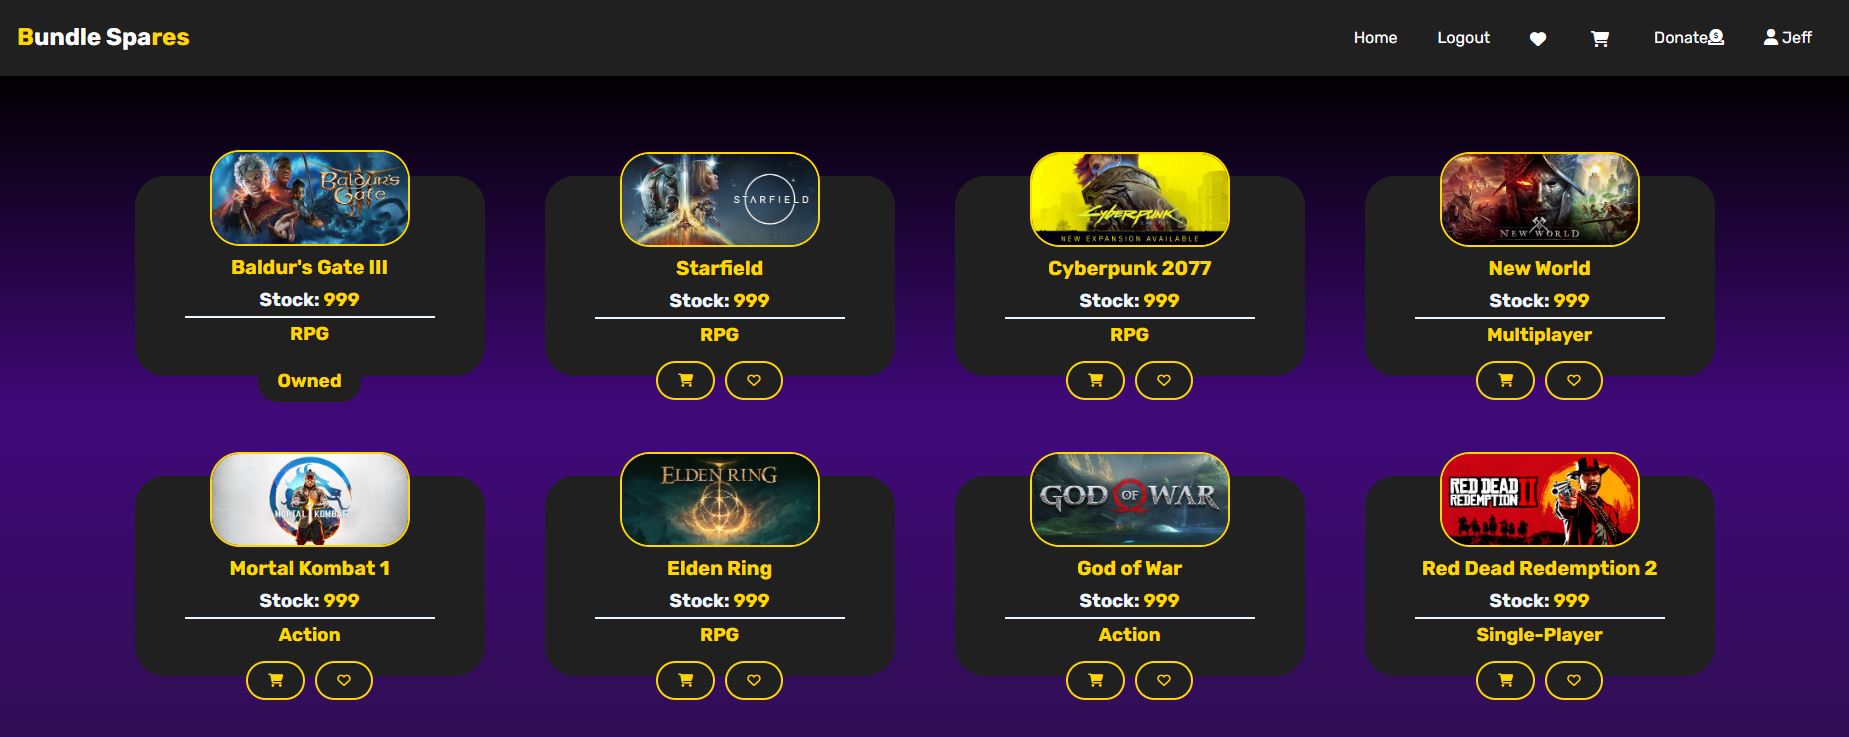 Bundle Spares
Home
Logout
Donate
Jeff
Baldur's Gate III
Baldur's Gate III
Stock: 999
RPG
Owned
STARFIELD
Starfield
Stock: 999
RPG
Cyberpunk
NEW EXPANSION AVAILABLE
Cyberpunk 2077
Stock: 999
RPG
NEW WORLD
New World
Stock: 999
Multiplayer
MORTAL KOMBAT
Mortal Kombat 1
Stock: 999
Action
ELDEN RING
Elden Ring
Stock: 999
RPG
GOD OF WAR
God of War
Stock: 999
Action
RED DEAD
REDEMPTION II
Red Dead Redemption 2
Stock: 999
Single-Player